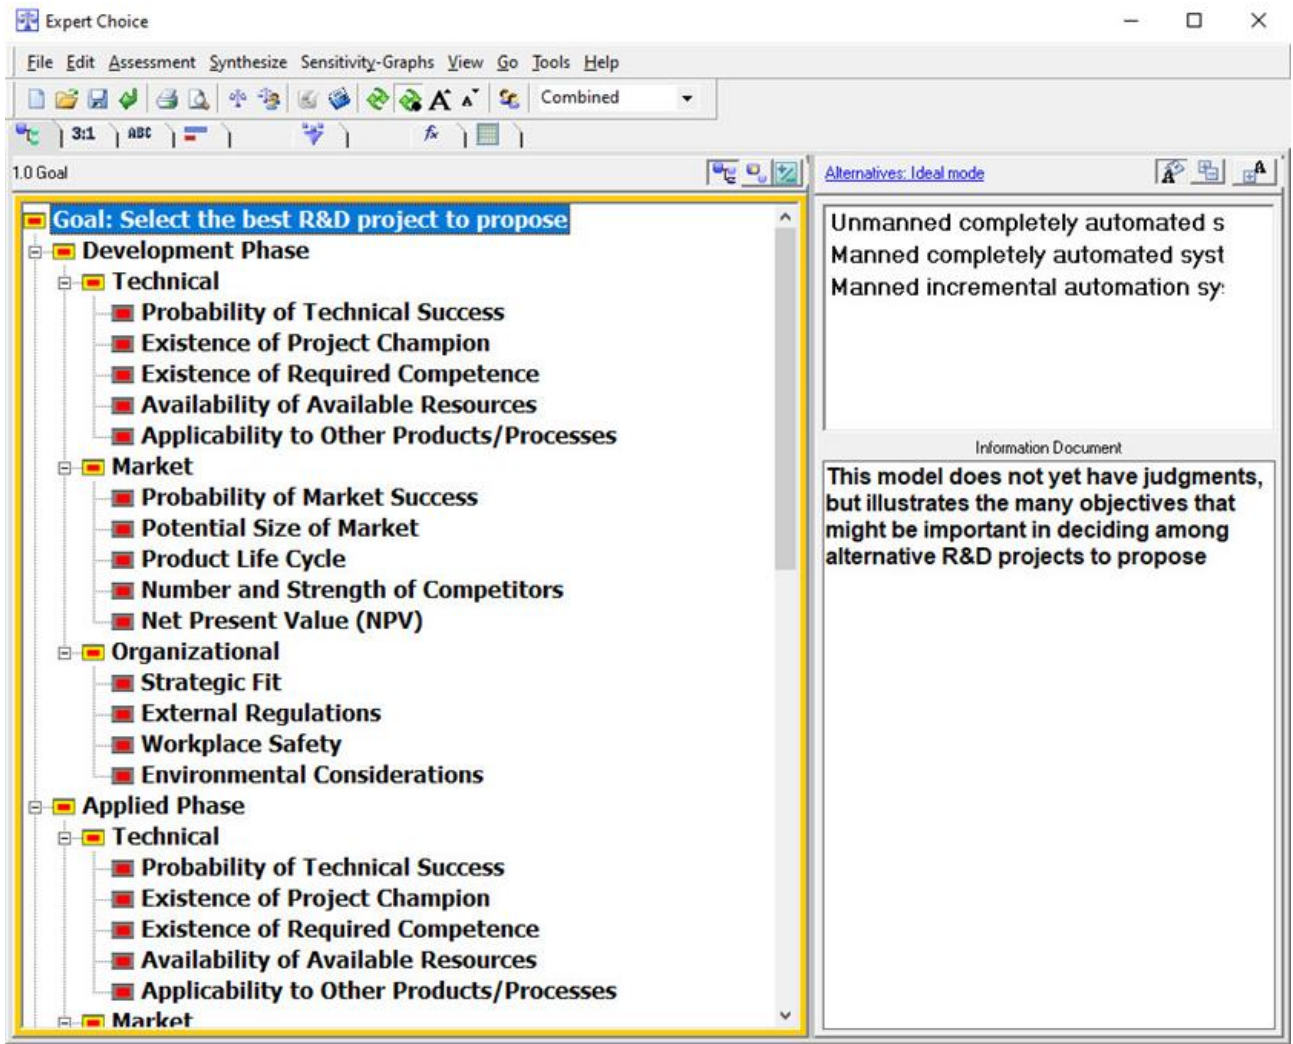 Expert Choice
File Edit Assessment Synthesize Sensitivity-Graphs View Go Tools Help
Combined
3:1 ABC fx
1.0 Goal
Goal: Select the best R&D project to propose
Development Phase
Technical
Probability of Technical Success
Existence of Project Champion
Existence of Required Competence
Availability of Available Resources
Applicability to Other Products/Processes
Market
Probability of Market Success
Potential Size of Market
Product Life Cycle
Number and Strength of Competitors
Net Present Value (NPV)
Organizational
Strategic Fit
External Regulations
Workplace Safety
Environmental Considerations
Applied Phase
Technical
Probability of Technical Success
Existence of Project Champion
Existence of Required Competence
Availability of Available Resources
Applicability to Other Products/Processes
Market
Alternatives: Ideal mode
Unmanned completely automated s
Manned completely automated syst
Manned incremental automation sy
Information Document
This model does not yet have judgments,
but illustrates the many objectives that
might be important in deciding among
alternative R&D projects to propose